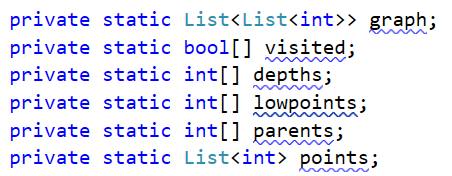 private static List<List<int>> graph;
private static bool[] visited;
private static int[] depths;
private static int[] lowpoints;
private static int[] parents;
private static List<int> points;